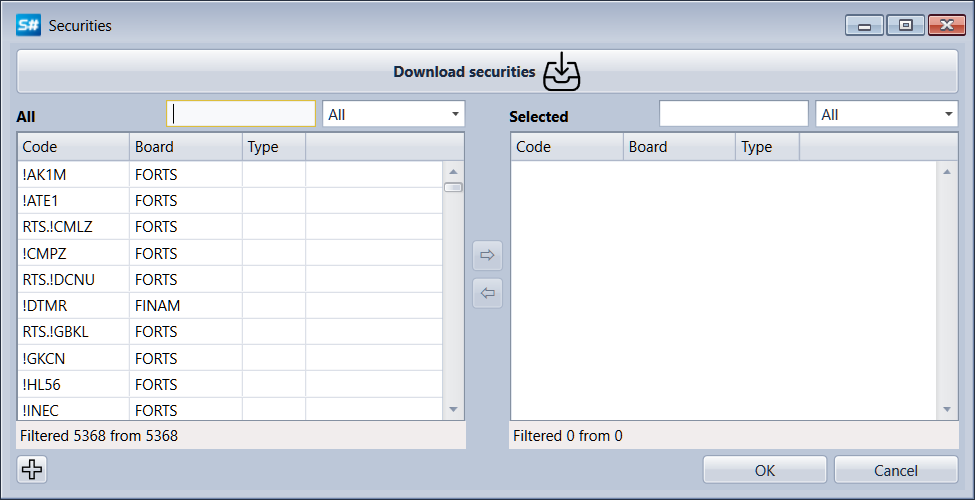 S# Securities
Download securities
All All
Selected All
Code Board Type
!AK1M FORTS
!ATE1 FORTS
RTS.!CMLZ FORTS
!CMPZ FORTS
RTS.!DCNU FORTS
!DTMR FINAM
RTS.!GBKL FORTS
!GKCN FORTS
!HL56 FORTS
!INEC FORTS
Filtered 5368 from 5368
Code Board Type
Filtered 0 from 0
OK Cancel